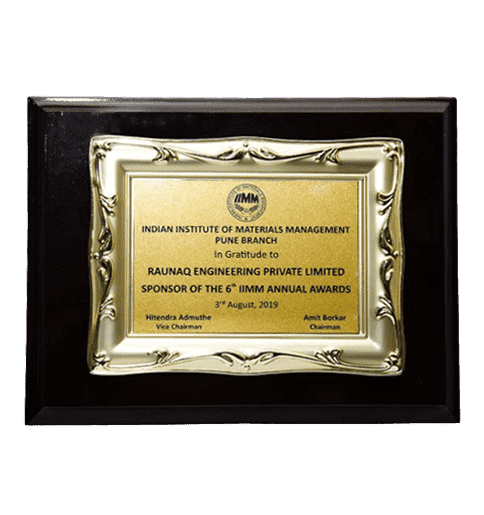 IIMM
INDIAN INSTITUTE OF MATERIALS MANAGEMENT
PUNE BRANCH
In Gratitude to
RAUNAQ ENGINEERING PRIVATE LIMITED
SPONSOR OF THE 6th IIMM ANNUAL AWARDS
3rd August, 2019
Hitendra Admuthe Amit Borkar
Vice Chairman Chairman